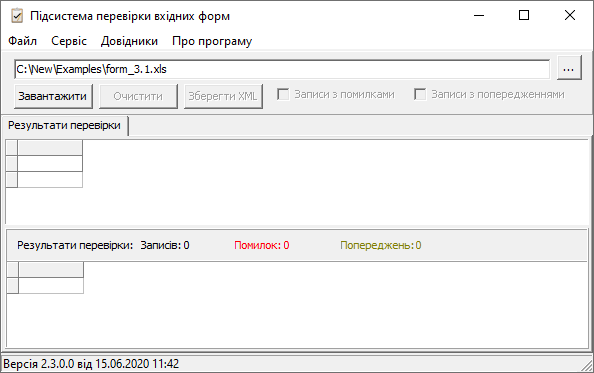 Підсистема перевірки вхідних форм
Файл Сервіс Довідники Про програму
C:\New\Examples\form_3.1.xls ...
Завантажити Очистити Зберегти XML Записи з помилками Записи з попередженнями
Результати перевірки
Результати перевірки: Записів: 0 Помилок: 0 Попереджень: 0
Версія 2.3.0.0 від 15.06.2020 11:42